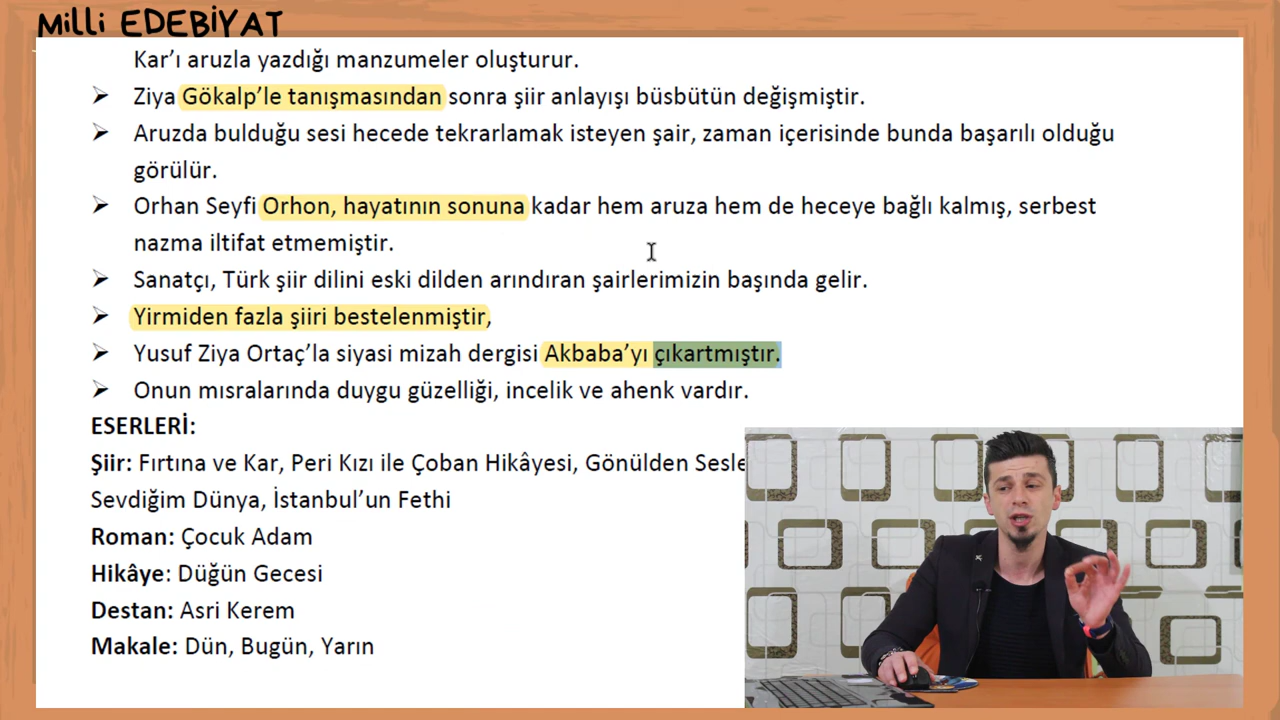 Milli EDEBİYAT
Kar'ı aruzla yazdığı manzumeler oluşturur.
➢ Ziya Gökalp'le tanışmasından sonra şiir anlayışı büsbütün değişmiştir.
➢ Aruzda bulduğu sesi hecede tekrarlamak isteyen şair, zaman içerisinde bunda başarılı olduğu
görülür.
➢ Orhan Seyfi Orhon, hayatının sonuna kadar hem aruza hem de heceye bağlı kalmış, serbest
nazma iltifat etmemiştir.
➢ Sanatçı, Türk şiir dilini eski dilden arındıran şairlerimizin başında gelir.
➢ Yirmiden fazla şiiri bestelenmiştir,
➢ Yusuf Ziya Ortaç'la siyasi mizah dergisi Akbaba'yı çıkartmıştır.
➢ Onun mısralarında duygu güzelliği, incelik ve ahenk vardır.
ESERLERİ:
Şiir: Fırtına ve Kar, Peri Kızı ile Çoban Hikâyesi, Gönülden Sesle
Sevdiğim Dünya, İstanbul'un Fethi
Roman: Çocuk Adam
Hikâye: Düğün Gecesi
Destan: Asri Kerem
Makale: Dün, Bugün, Yarın